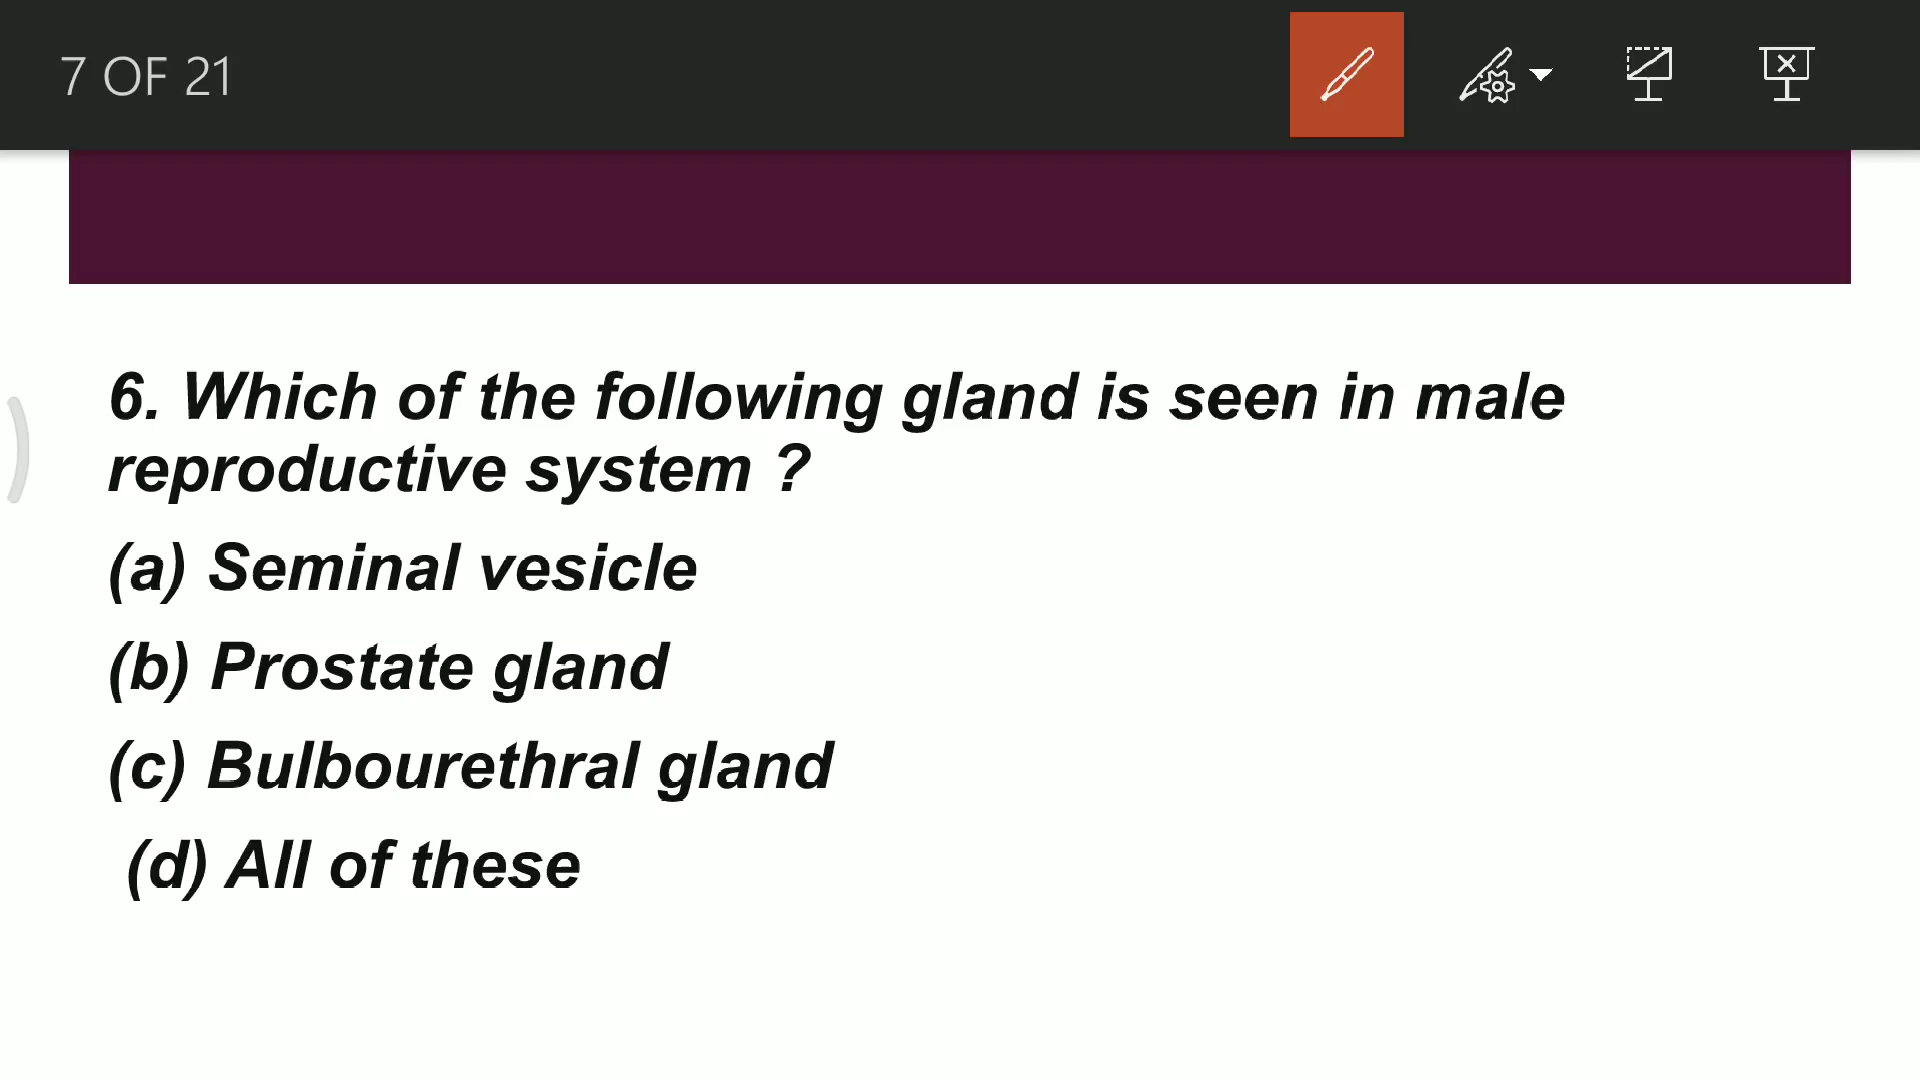 7 OF 21
6. Which of the following gland is seen in male
reproductive system ?
(a) Seminal vesicle
(b) Prostate gland
(c) Bulbourethral gland
(d) All of these